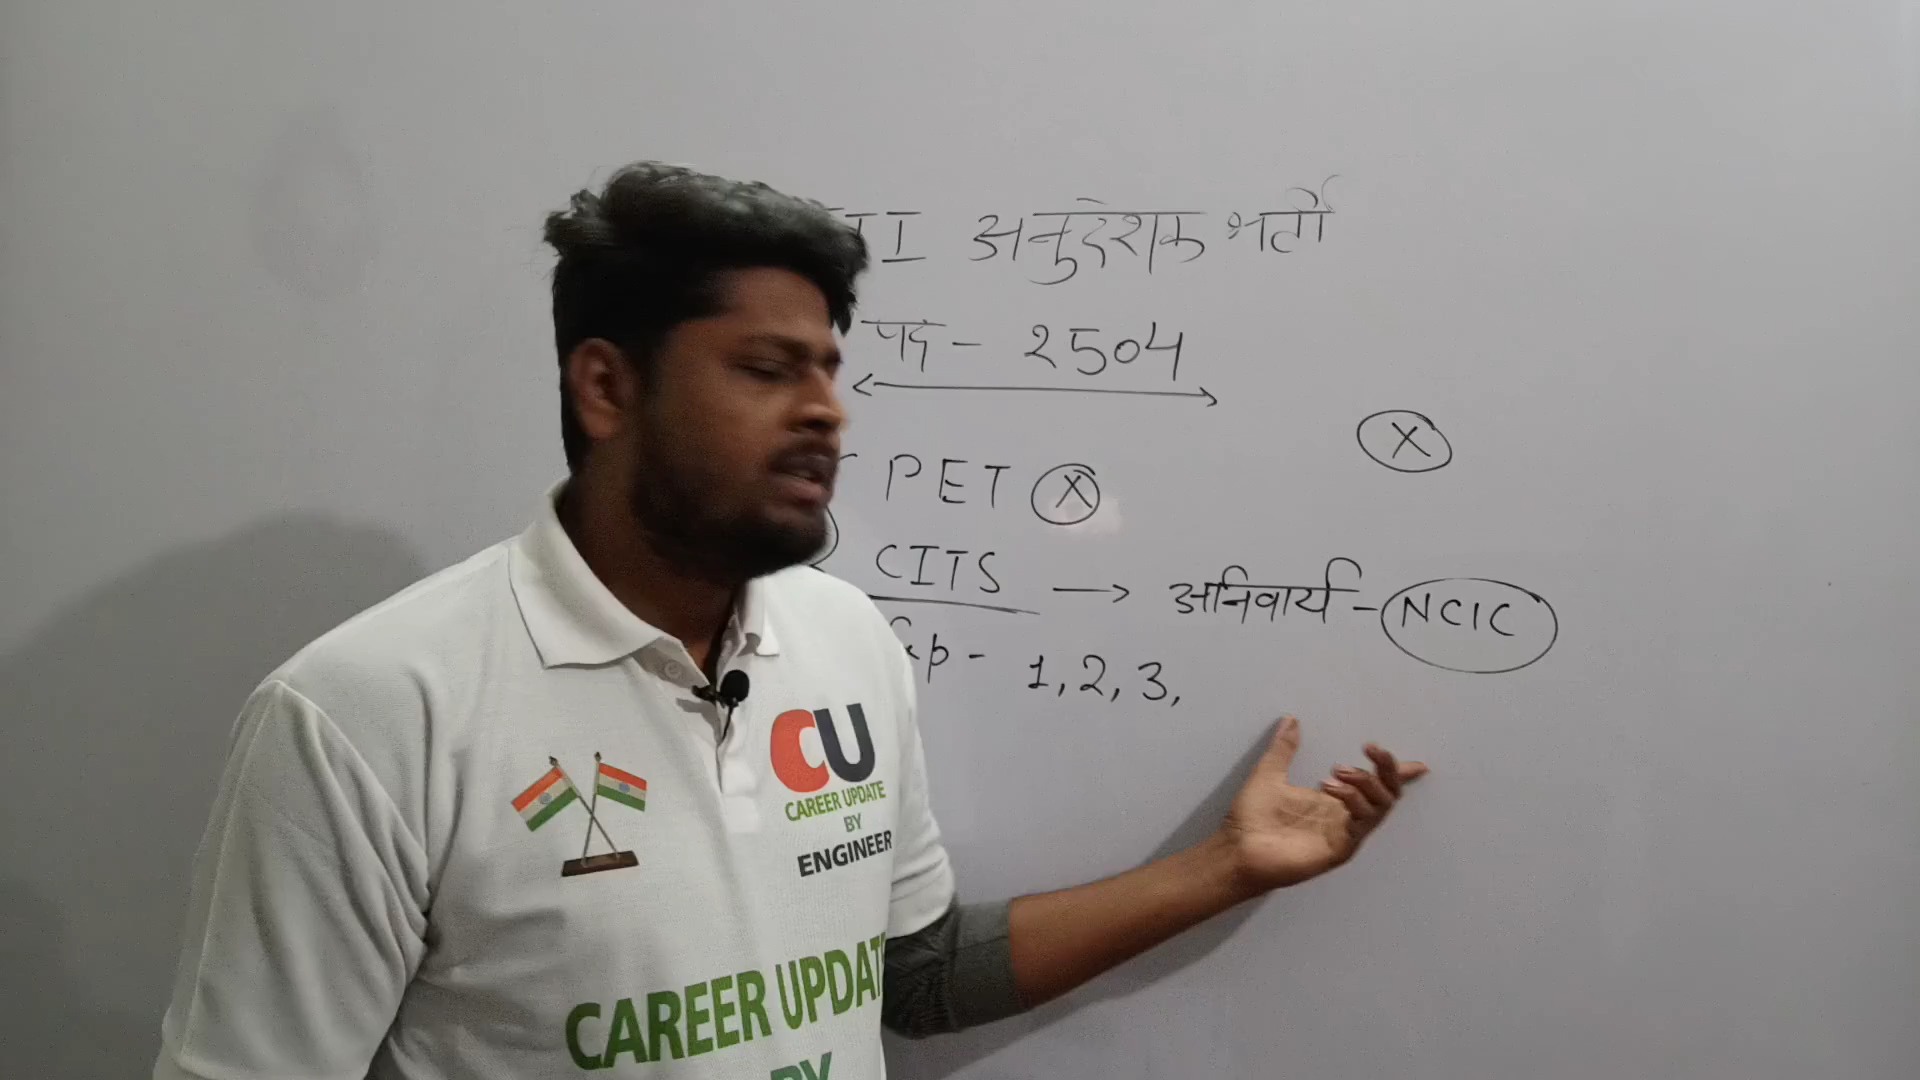 अनुदेशक भर्ती
पद - 2504
PET X
X
CITS → अनिवार्य - NCIC
1, 2, 3,
CU
CAREER UPDATE
BY
ENGINEER
CAREER UPDAT
BY